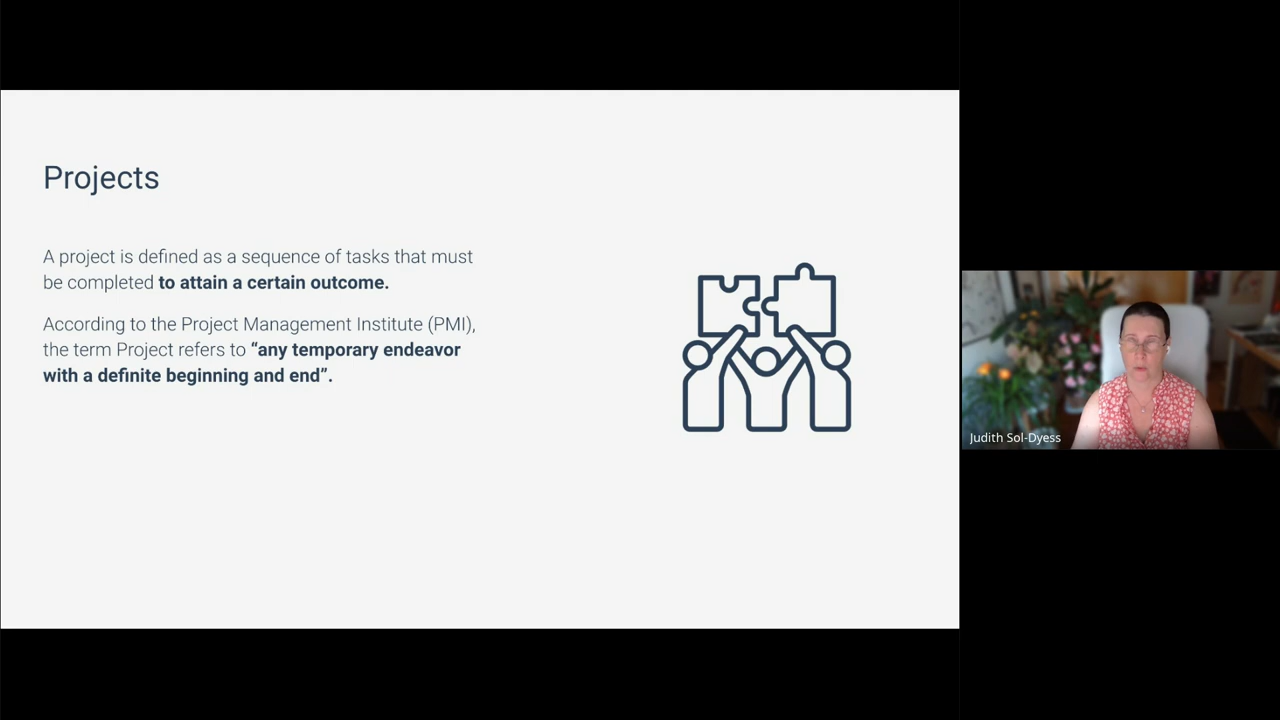 Projects
A project is defined as a sequence of tasks that must
be completed to attain a certain outcome.
According to the Project Management Institute (PMI),
the term Project refers to “any temporary endeavor
with a definite beginning and end”.
Judith Sol-Dyess